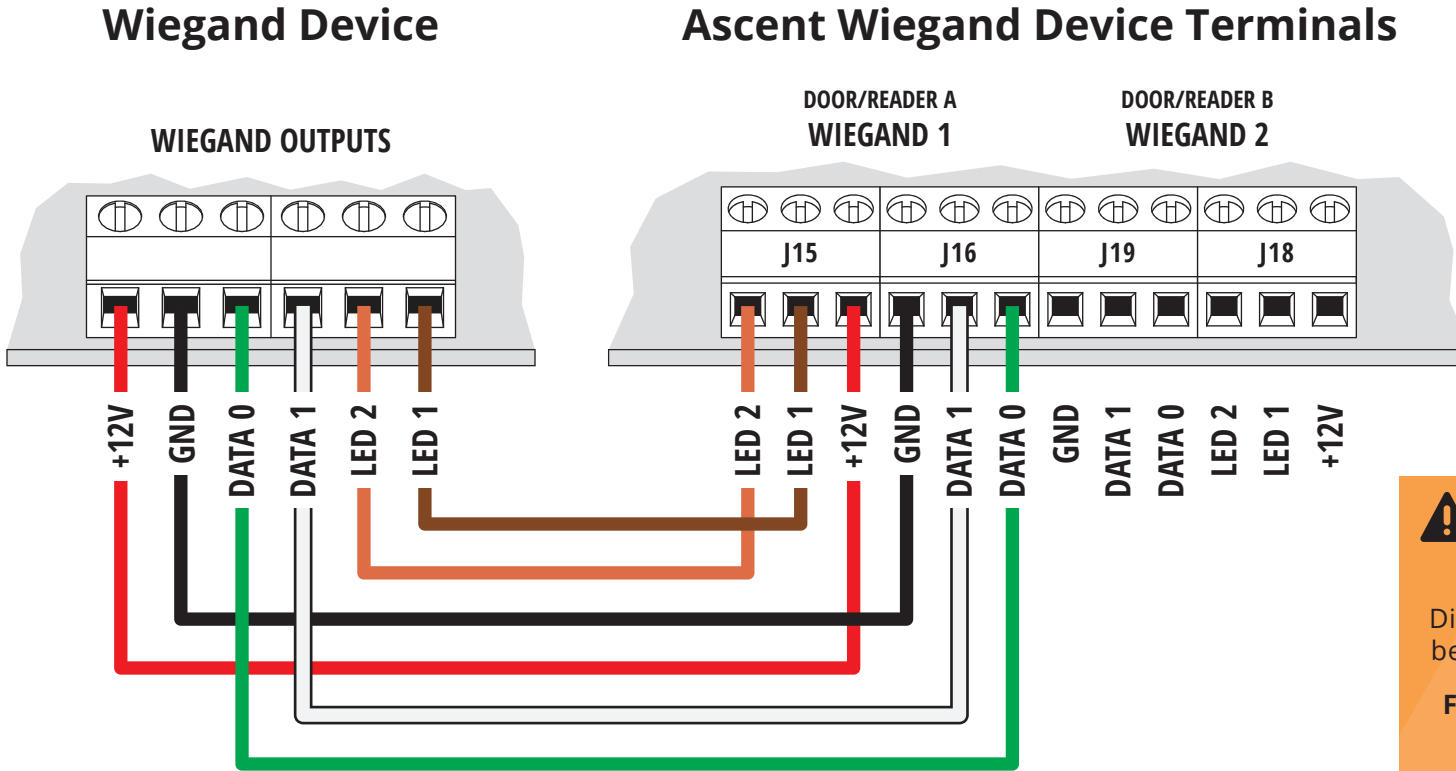 Wiegand Device
Ascent Wiegand Device Terminals
WIEGAND OUTPUTS
DOOR/READER A
WIEGAND 1
DOOR/READER B
WIEGAND 2
J15
J16
J19
J18
+12V
GND
DATA 0
DATA 1
LED 2
LED 1
LED 2
LED 1
+12V
GND
DATA 1
DATA 0
GND
DATA 1
DATA 0
LED 2
LED 1
+12V
Di
be
F